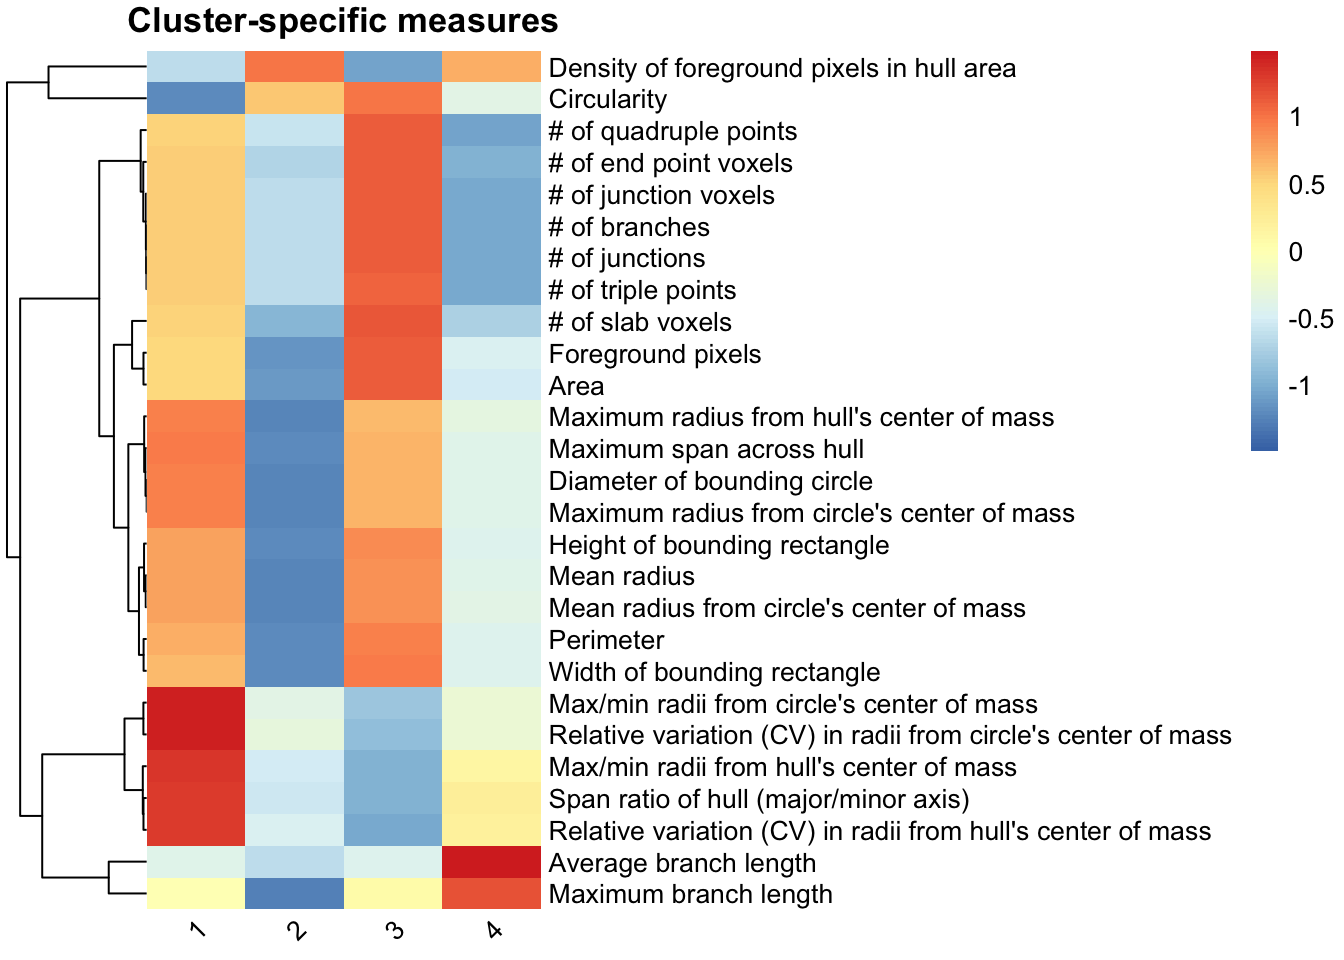 Cluster-specific measures
Density of foreground pixels in hull area
Circularity
# of quadruple points
# of end point voxels
# of junction voxels
# of branches
# of junctions
# of triple points
# of slab voxels
Foreground pixels
Area
Maximum radius from hull's center of mass
Maximum span across hull
Diameter of bounding circle
Maximum radius from circle's center of mass
Height of bounding rectangle
Mean radius
Mean radius from circle's center of mass
Perimeter
Width of bounding rectangle
Max/min radii from circle's center of mass
Relative variation (CV) in radii from circle's center of mass
Max/min radii from hull's center of mass
Span ratio of hull (major/minor axis)
Relative variation (CV) in radii from hull's center of mass
Average branch length
Maximum branch length
1 2 3 4
1
0.5
0
-0.5
-1